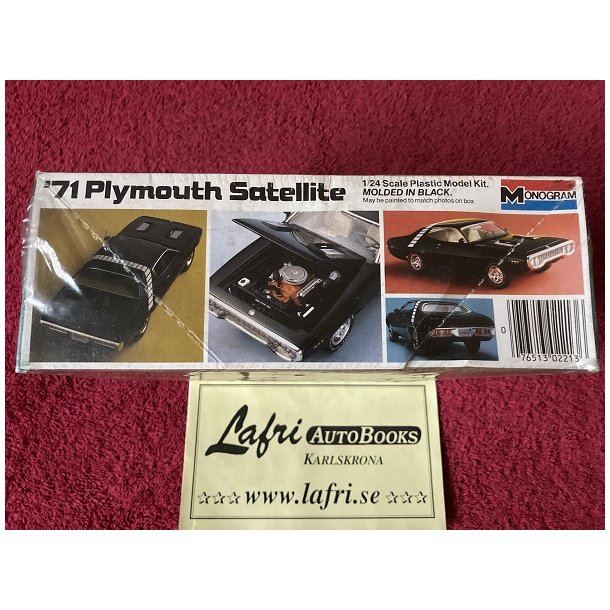 '71 Plymouth Satellite
1/24 Scale Plastic Model Kit.
MOLDED IN BLACK.
May be painted to match photos on box.
MONOGRAM
0 76513 02213
Lafri AUTOBOOKS
KARLSKRONA
www.lafri.se